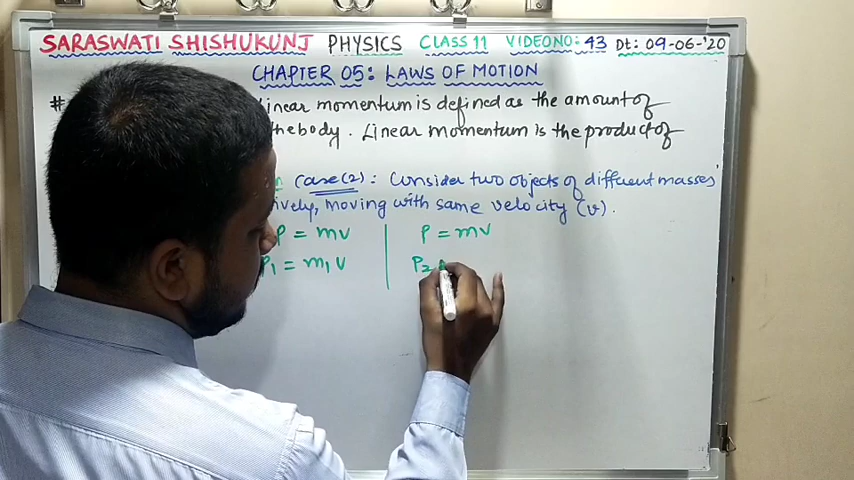 SARASWATI SHISHUKUNJ PHYSICS CLASS 11 VIDEO NO: 43 Dt: 09-06-'20
CHAPTER 05: LAWS OF MOTION
# Linear momentum is defined as the amount of
the body. Linear momentum is the product of
Case (2): Consider two objects of different masses
moving with same velocity (v).
P = mv P = mv
P1 = m1 v P2